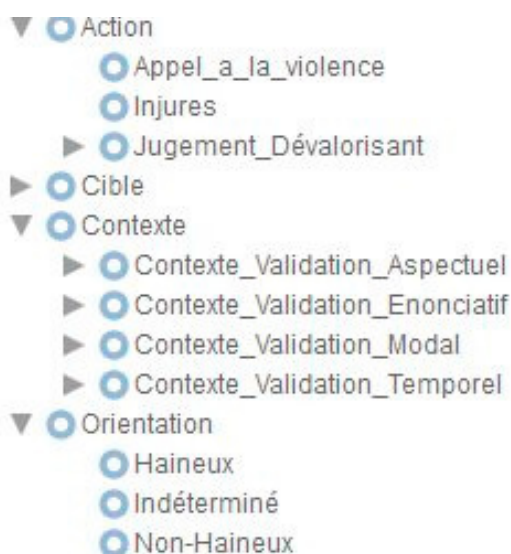 Action
Appel_a_la_violence
Injures
Jugement_Dévalorisant
Cible
Contexte
Contexte_Validation_Aspectuel
Contexte_Validation_Enonciatif
Contexte_Validation_Modal
Contexte_Validation_Temporel
Orientation
Haineux
Indéterminé
Non-Haineux